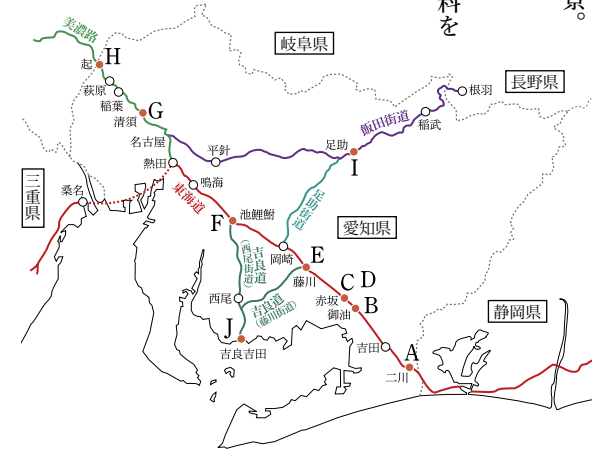 料を
京。
美濃路
起
H
萩原
稲葉
清須
G
名古屋
熱田
岐阜県
長野県
根羽
稲武
飯田街道
足助
I
平針
足助街道
三重県
桑名
東海道
鳴海
池鯉鮒
F
愛知県
岡崎
吉良道
(西尾街道)
E
藤川
西尾
吉良道
(藤川街道)
C
D
赤坂
B
御油
静岡県
J
吉良吉田
吉田
A
二川